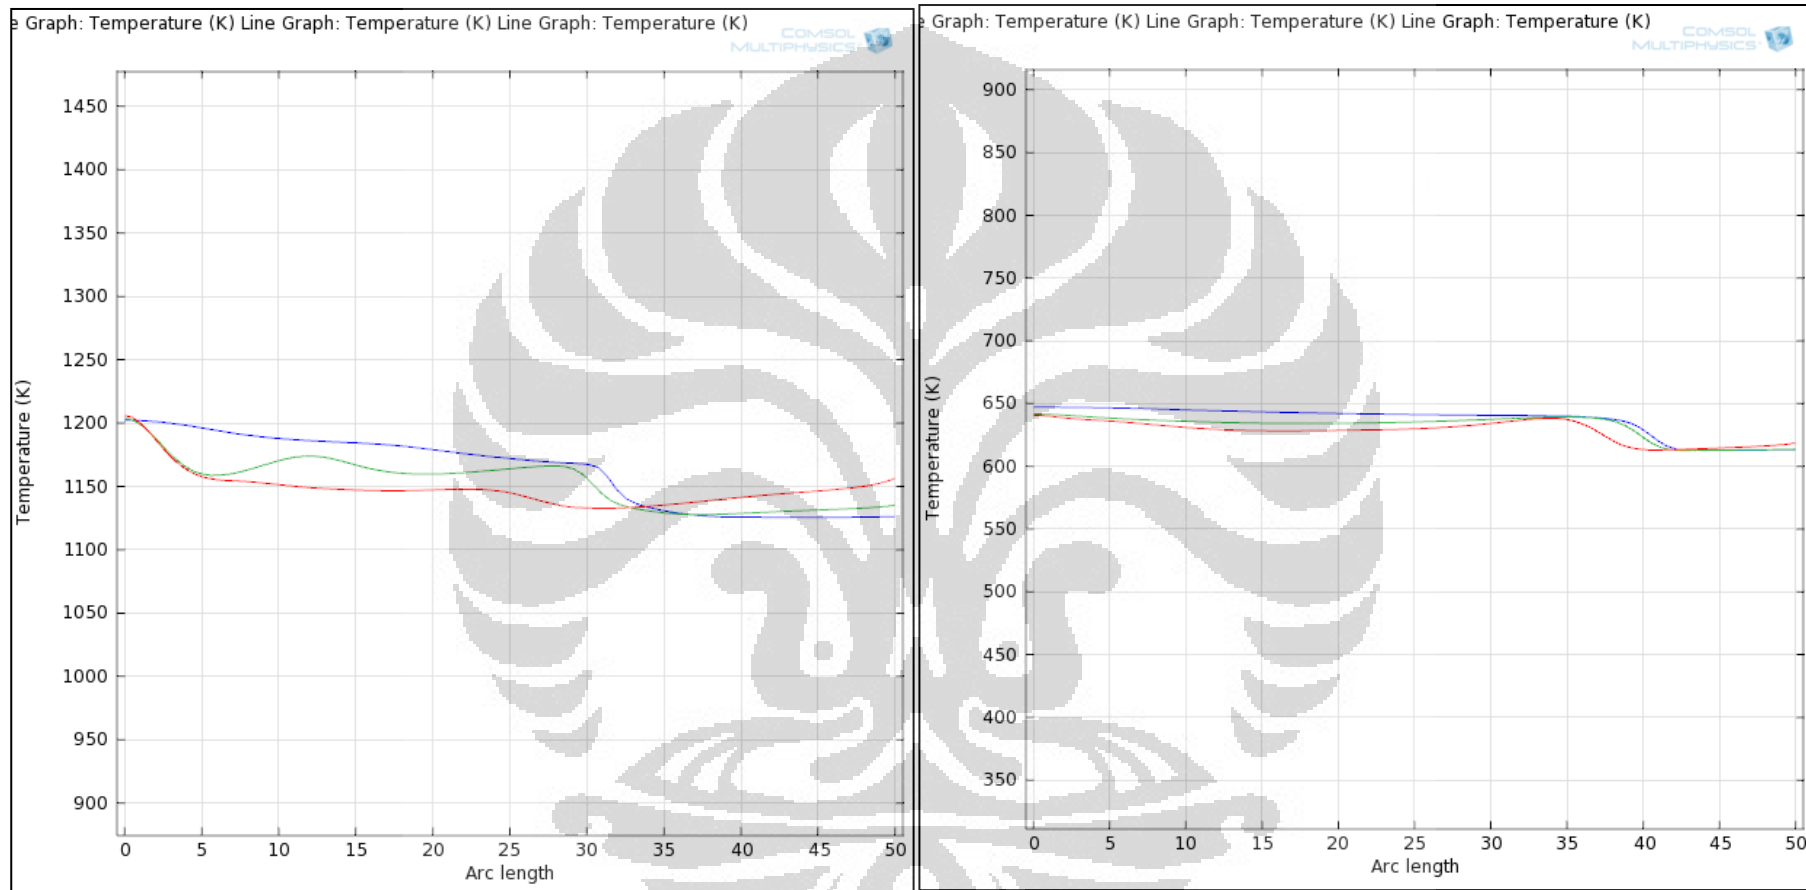 e Graph: Temperature (K) Line Graph: Temperature (K) Line Graph: Temperature (K)
COMSOL
MULTIPHYSICS
1450
1400
1350
1300
1250
1200
1150
1100
1050
1000
950
900
Temperature (K)
0 5 10 15 20 25 30 35 40 45 50
Arc length
e Graph: Temperature (K) Line Graph: Temperature (K) Line Graph: Temperature (K)
COMSOL
MULTIPHYSICS
900
850
800
750
700
650
600
550
500
450
400
350
Temperature (K)
0 5 10 15 20 25 30 35 40 45 50
Arc length